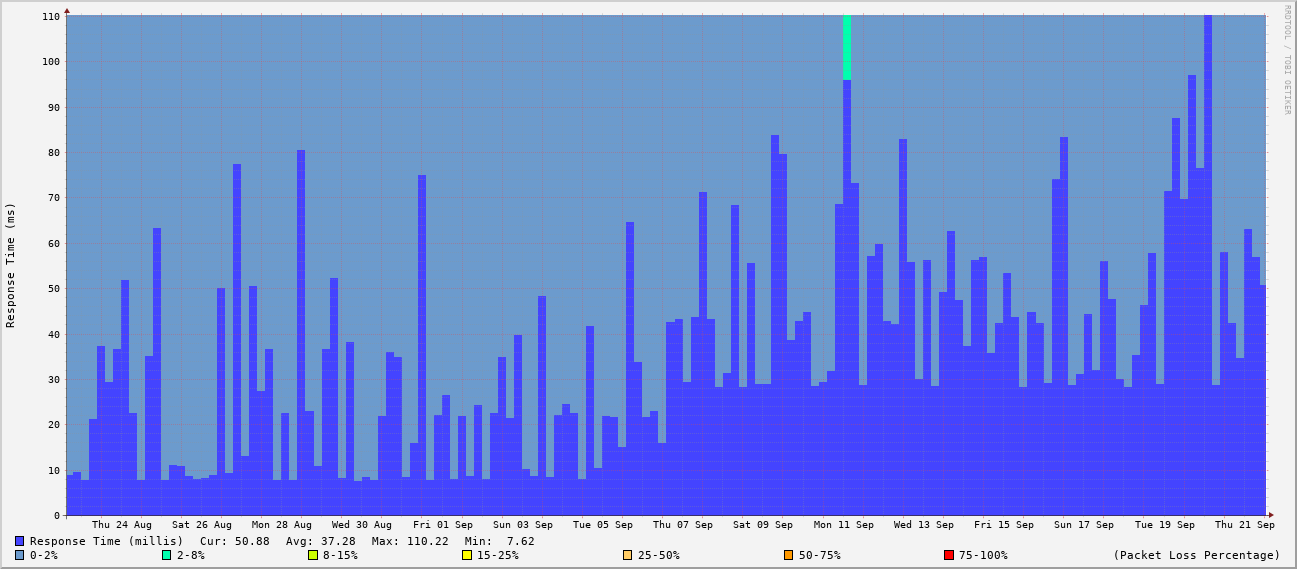 110
100
90
80
70
60
50
40
30
20
10
0
Response Time (ms)
RRDTOOL / TOBI OETIKER
Thu 24 Aug Sat 26 Aug Mon 28 Aug Wed 30 Aug Fri 01 Sep Sun 03 Sep Tue 05 Sep Thu 07 Sep Sat 09 Sep Mon 11 Sep Wed 13 Sep Fri 15 Sep Sun 17 Sep Tue 19 Sep Thu 21 Sep
Response Time (millis) Cur: 50.88 Avg: 37.28 Max: 110.22 Min: 7.62
0-2% 2-8% 8-15% 15-25% 25-50% 50-75% 75-100% (Packet Loss Percentage)